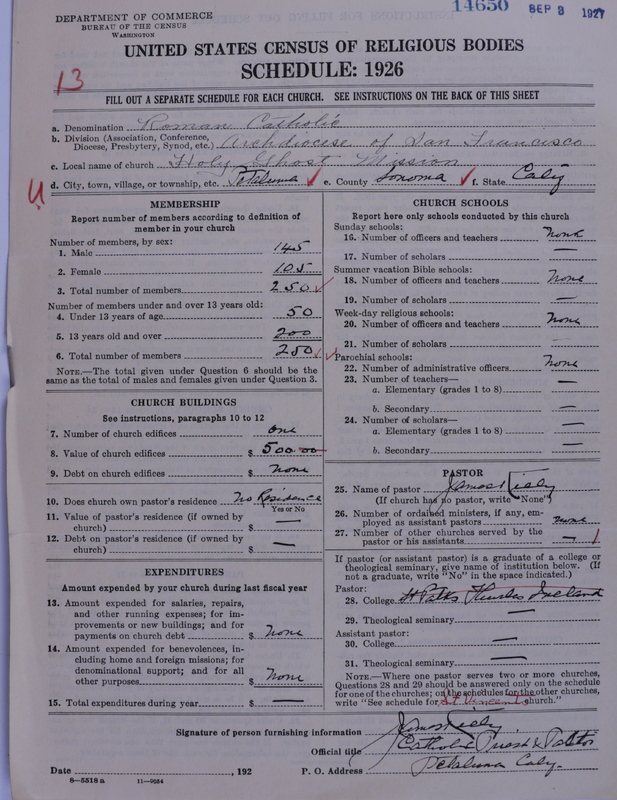 14650 SEP 3 1927
DEPARTMENT OF COMMERCE
BUREAU OF THE CENSUS
WASHINGTON
UNITED STATES CENSUS OF RELIGIOUS BODIES
SCHEDULE: 1926
13
FILL OUT A SEPARATE SCHEDULE FOR EACH CHURCH. SEE INSTRUCTIONS ON THE BACK OF THIS SHEET
a. Denomination Roman Catholic
b. Division (Association, Conference, Diocese, Presbytery, Synod, etc.) Archdiocese of San Francisco
c. Local name of church Holy Ghost Mission
d. City, town, village, or township, etc. Petaluma e. County Sonoma f. State Calif
MEMBERSHIP
Report number of members according to definition of
member in your church
Number of members, by sex:
1. Male 145
2. Female 105
3. Total number of members 250
Number of members under and over 13 years old:
4. Under 13 years of age 50
5. 13 years old and over 200
6. Total number of members 250
NOTE.—The total given under Question 6 should be
same as the total of males and females given under Question 3.
CHURCH BUILDINGS
See instructions, paragraphs 10 to 12
7. Number of church edifices one
8. Value of church edifices $ 500.00
9. Debt on church edifices $ none
10. Does church own pastor's residence No Residence
Yes or No
11. Value of pastor's residence (if owned by
church) $ —
12. Debt on pastor's residence (if owned by
church) $ —
EXPENDITURES
Amount expended by your church during last fiscal year
13. Amount expended for salaries, repairs,
and other running expenses; for im-
provements or new buildings; and for
payments on church debt $ None
14. Amount expended for benevolences, in-
cluding home and foreign missions; for
denominational support; and for all
other purposes $ None
15. Total expenditures during year $ —
CHURCH SCHOOLS
Report here only schools conducted by this church
Sunday schools:
16. Number of officers and teachers None
17. Number of scholars —
Summer vacation Bible schools:
18. Number of officers and teachers None
19. Number of scholars —
Week-day religious schools:
20. Number of officers and teachers None
21. Number of scholars —
Parochial schools:
22. Number of administrative officers None
23. Number of teachers—
a. Elementary (grades 1 to 8) —
b. Secondary —
24. Number of scholars—
a. Elementary (grades 1 to 8) —
b. Secondary —
PASTOR
25. Name of pastor James Kiely
(If church has no pastor, write "None")
26. Number of ordained ministers, if any, em-
ployed as assistant pastors none
27. Number of other churches served by the
pastor or his assistants — 1
If pastor (or assistant pastor) is a graduate of a college or
theological seminary, give name of institution below. (If
not a graduate, write "No" in the space indicated.)
Pastor:
28. College St Pat's Thurles Ireland
29. Theological seminary —
Assistant pastor:
30. College —
31. Theological seminary —
NOTE.—Where one pastor serves two or more churches,
Questions 28 and 29 should be answered only on the schedule
for one of the churches; on the schedules for the other churches,
write "See schedule for St Vincent's church."
Signature of person furnishing information James Kiely
Official title Catholic Priest & Pastor
Date , 192 P. O. Address Petaluma Calif.
8—5518 a 11—9034